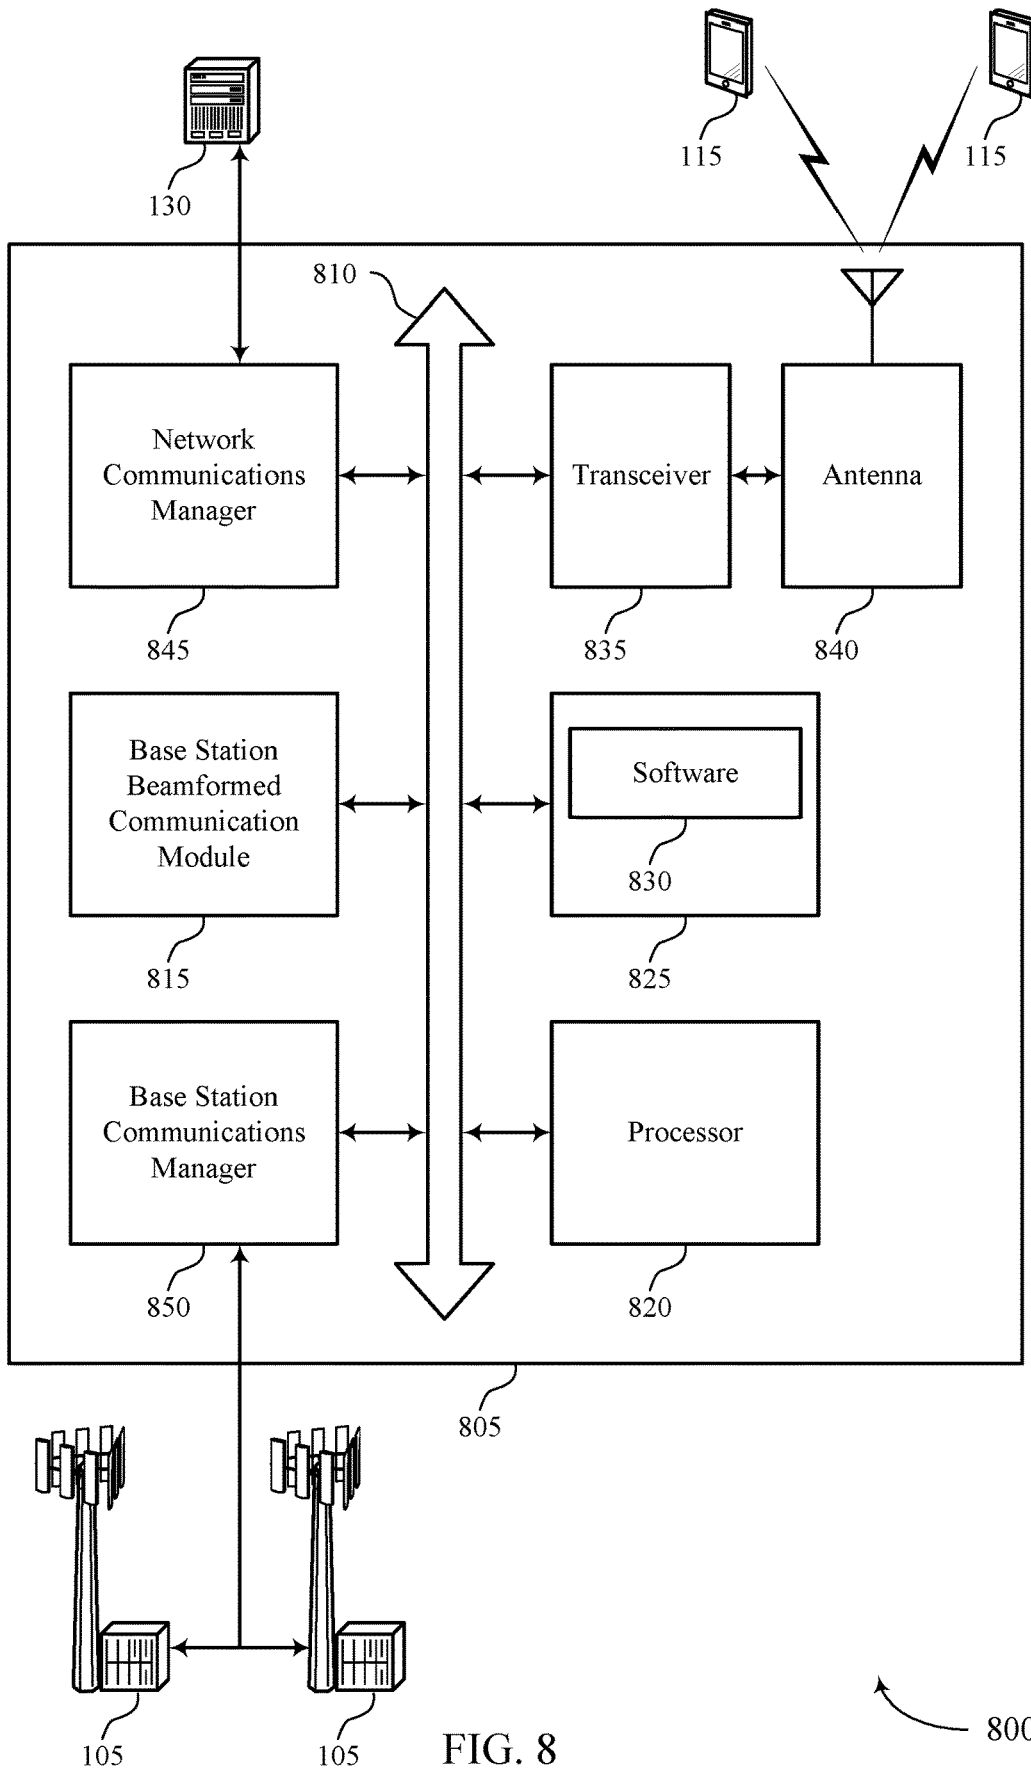 130
115
115
810
Network
Communications
Manager
845
Transceiver
835
Antenna
840
Base Station
Beamformed
Communication
Module
815
Software
830
825
Base Station
Communications
Manager
850
Processor
820
805
105
105
FIG. 8
800